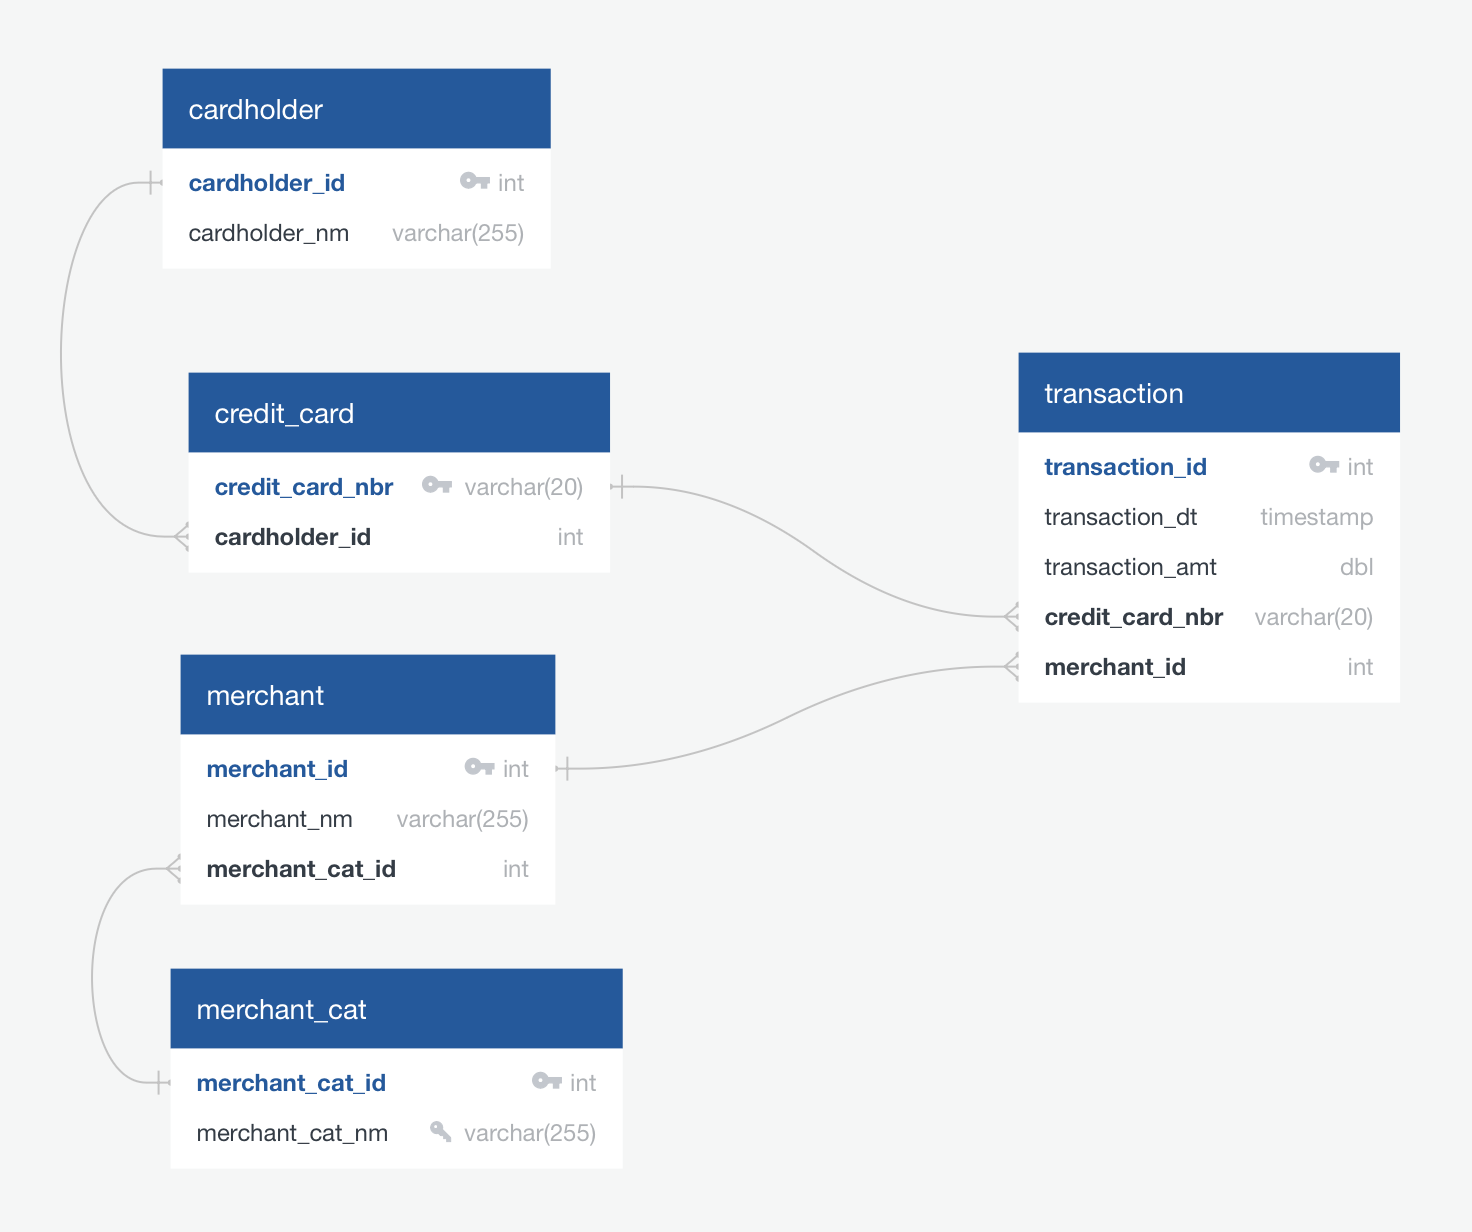 cardholder
cardholder_id int
cardholder_nm varchar(255)
credit_card
credit_card_nbr varchar(20)
cardholder_id int
merchant
merchant_id int
merchant_nm varchar(255)
merchant_cat_id int
merchant_cat
merchant_cat_id int
merchant_cat_nm varchar(255)
transaction
transaction_id int
transaction_dt timestamp
transaction_amt dbl
credit_card_nbr varchar(20)
merchant_id int